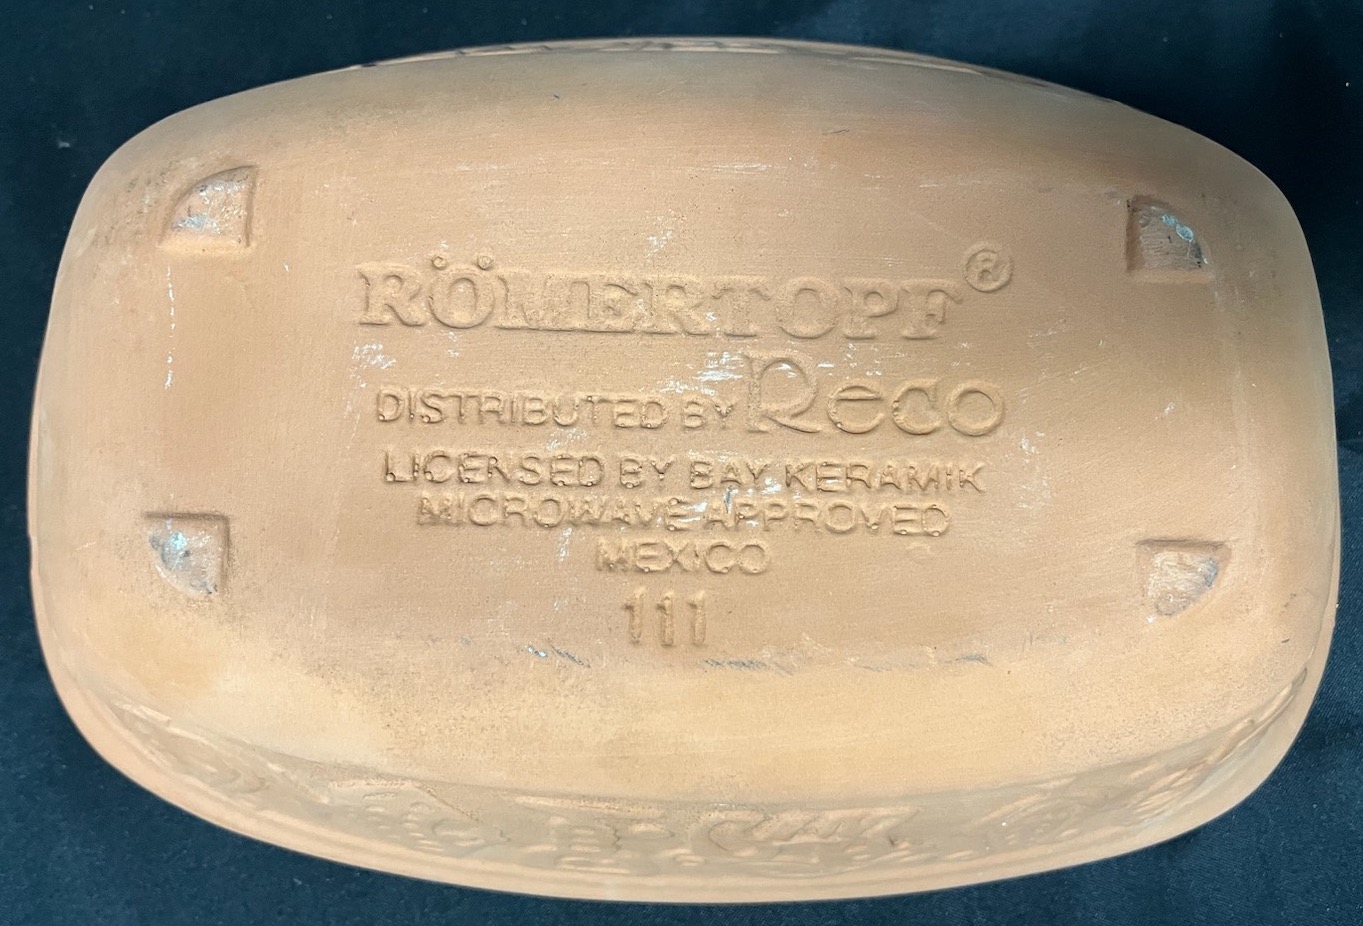 RÖMERTOPF®
DISTRIBUTED BY Reco
LICENSED BY BAY KERAMIK
MICROWAVE APPROVED
MEXICO
111